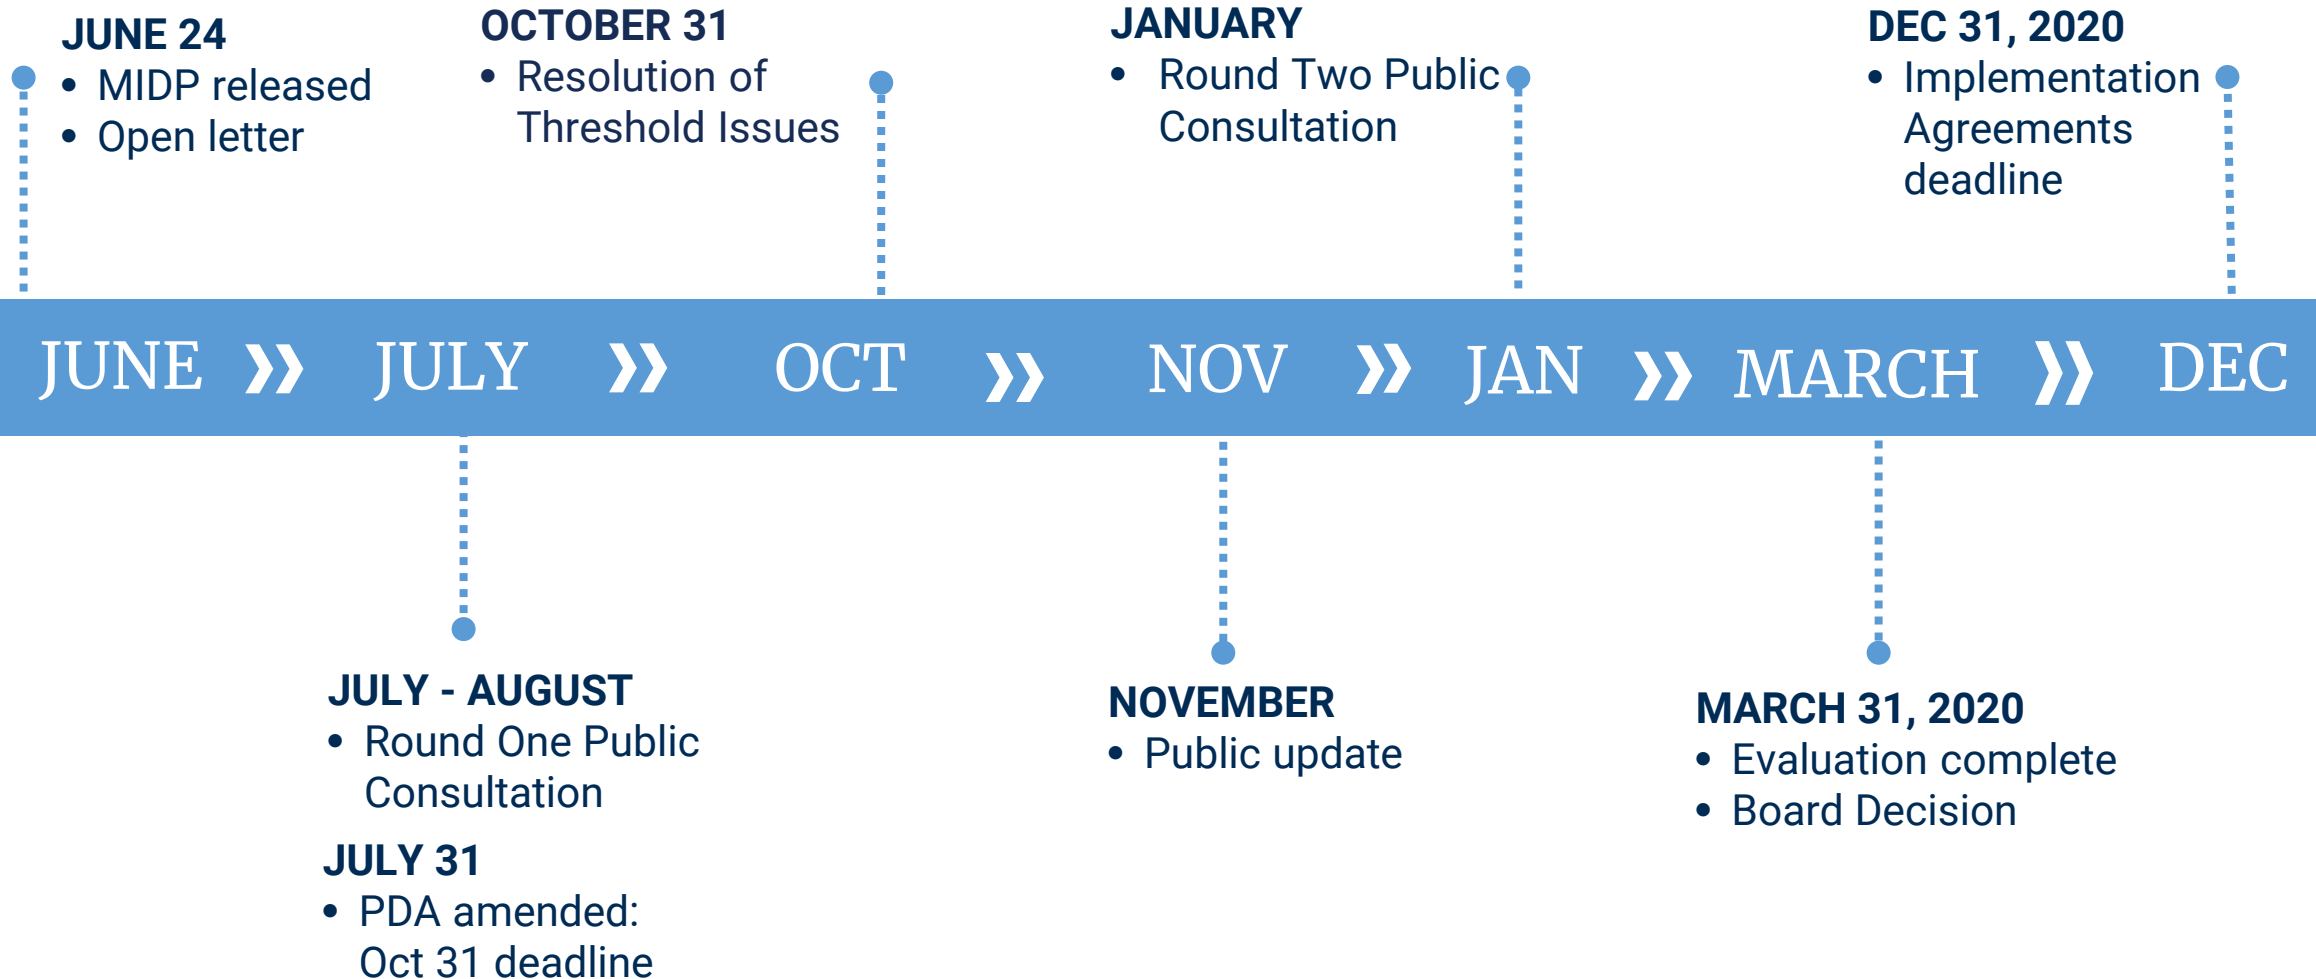 JUNE 24
• MIDP released
• Open letter
OCTOBER 31
• Resolution of
Threshold Issues
JANUARY
• Round Two Public
Consultation
DEC 31, 2020
• Implementation
Agreements
deadline
JUNE » JULY » OCT » NOV » JAN » MARCH » DEC
JULY - AUGUST
• Round One Public
Consultation
JULY 31
• PDA amended:
Oct 31 deadline
NOVEMBER
• Public update
MARCH 31, 2020
• Evaluation complete
• Board Decision